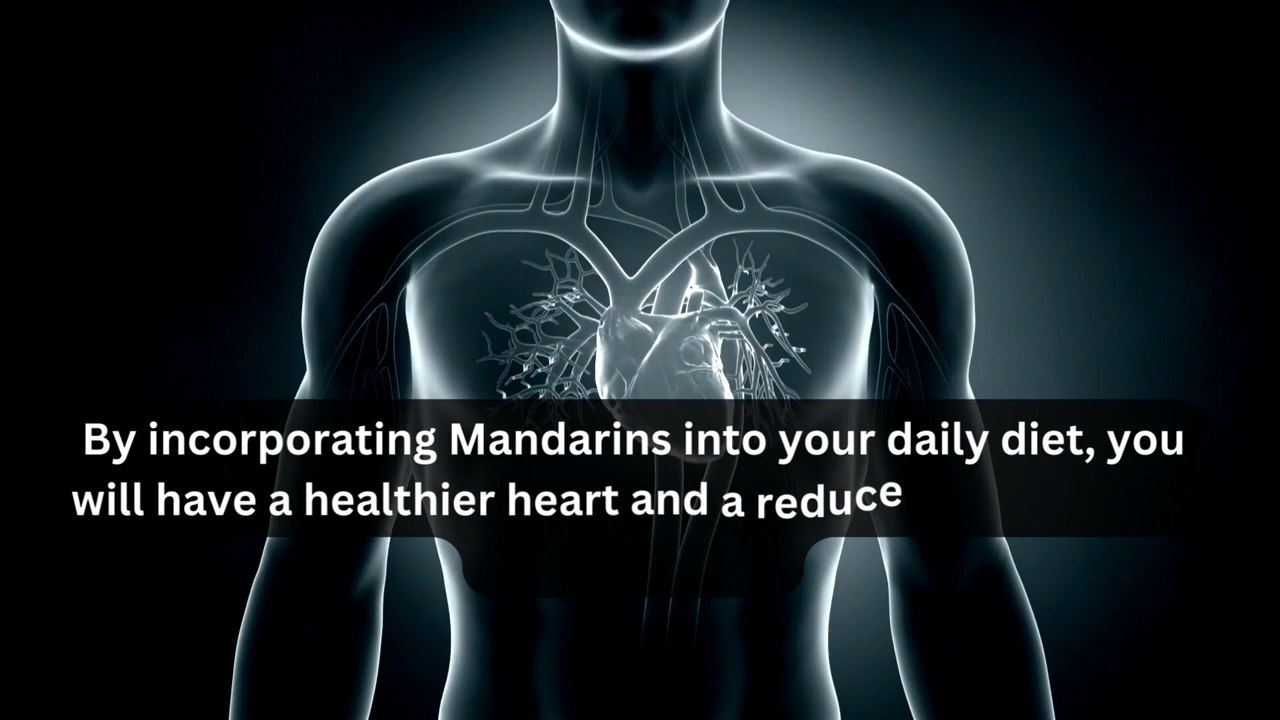 By incorporating Mandarins into your daily diet, you
will have a healthier heart and a reduce